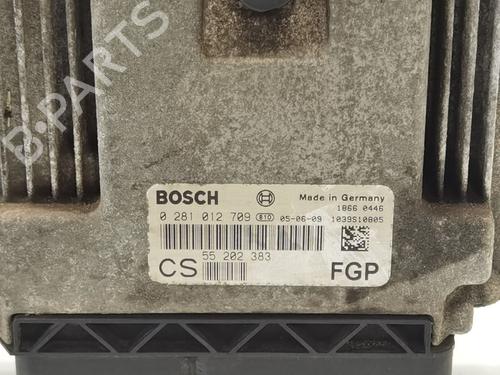 B-PARTS
BOSCH
Made in Germany
1866 0446
0 281 012 709 810 05-06-09 1039S10805
55 202 383
CS
FGP